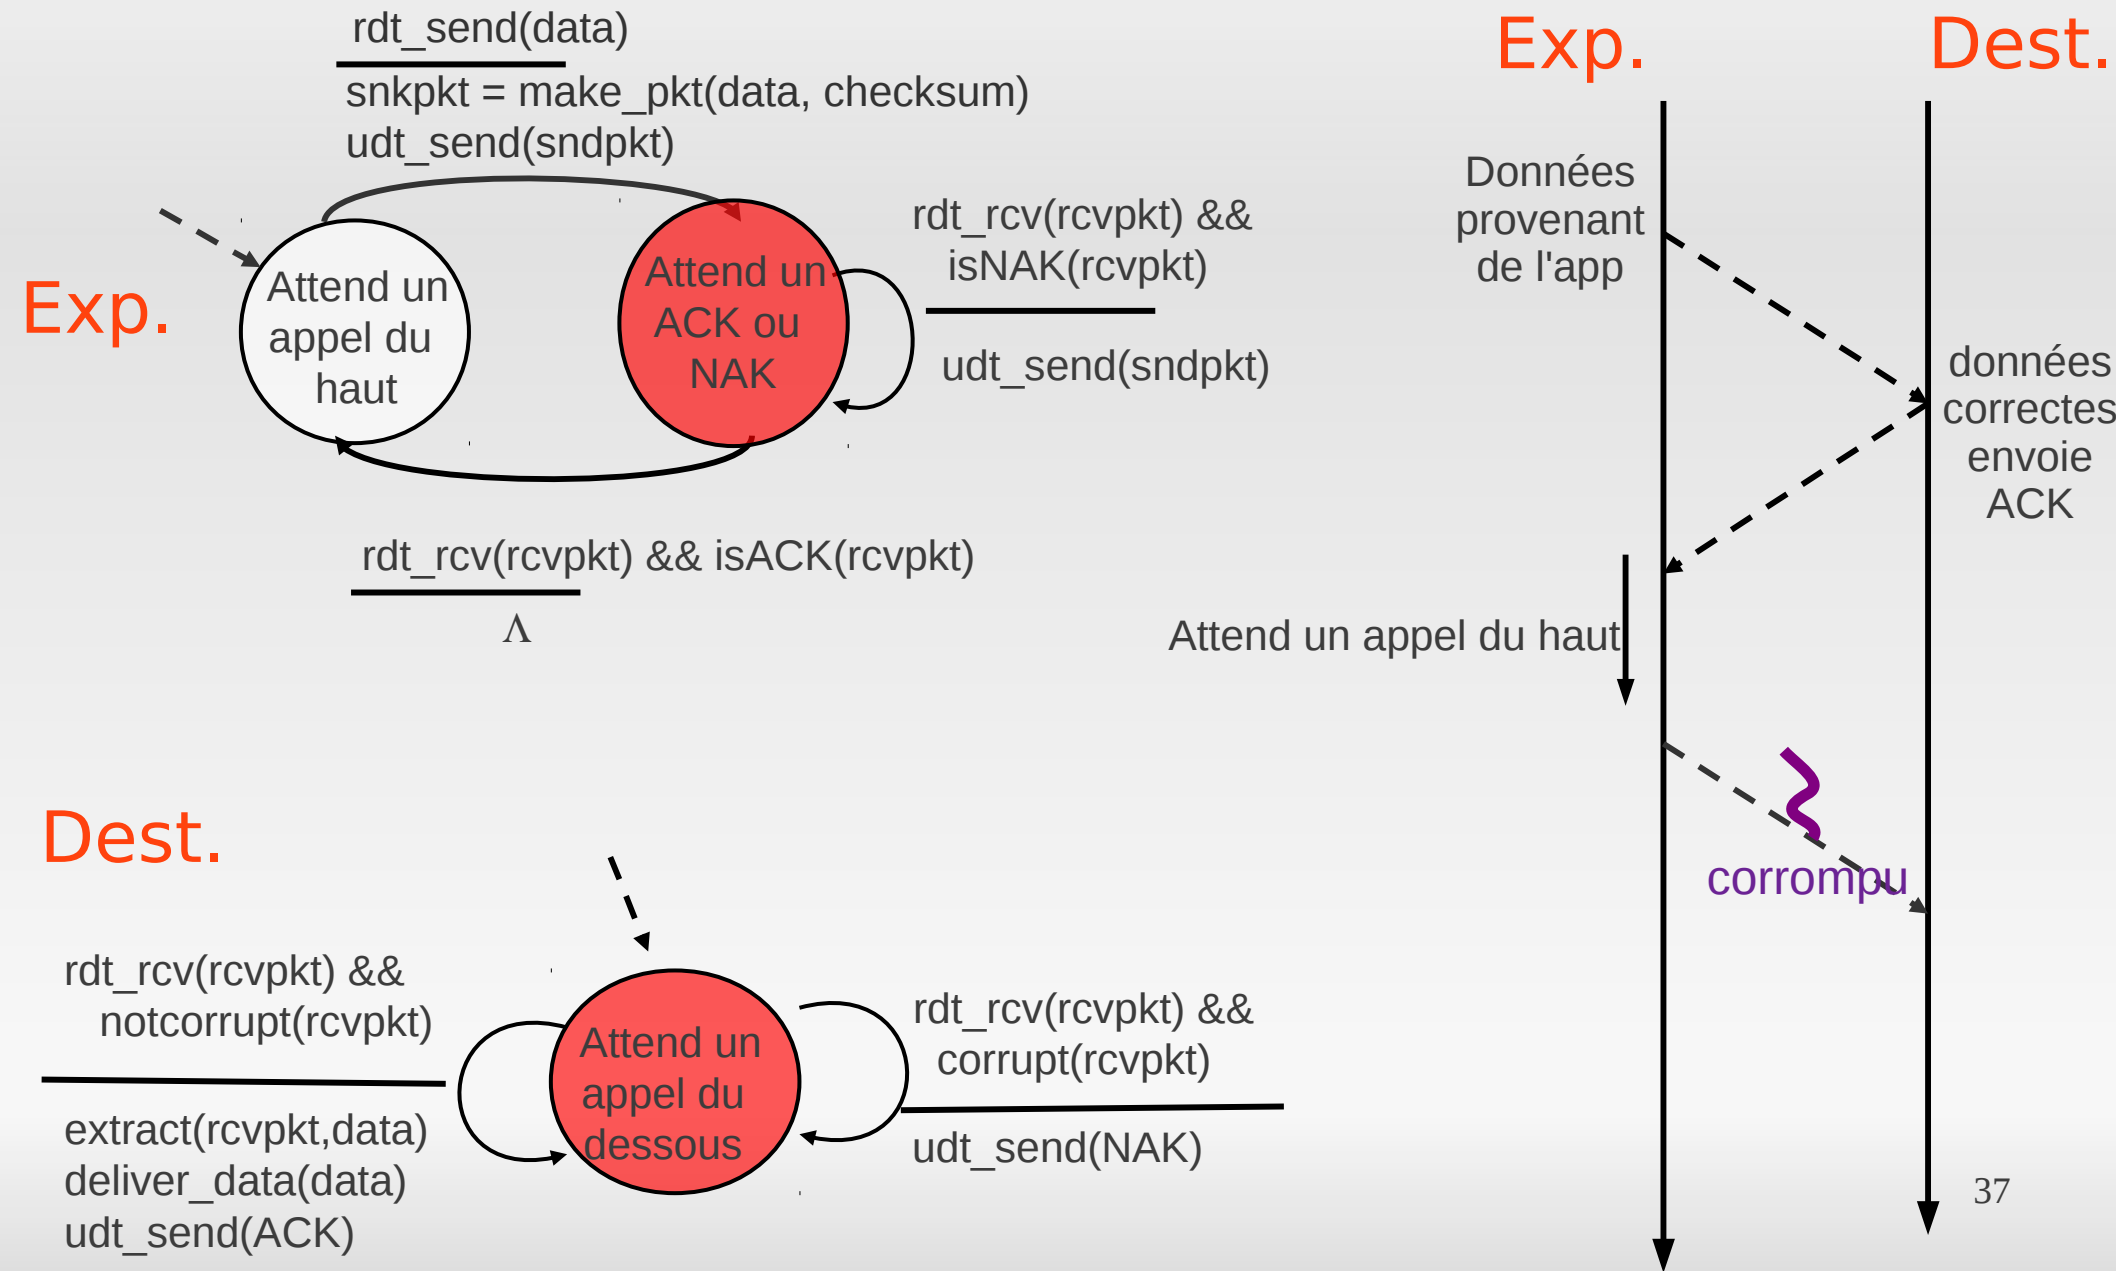 rdt_send(data)
snkpkt = make_pkt(data, checksum)
udt_send(sndpkt)
Exp.
Attend un
appel du
haut
Attend un
ACK ou
NAK
rdt_rcv(rcvpkt) &&
isNAK(rcvpkt)
udt_send(sndpkt)
rdt_rcv(rcvpkt) && isACK(rcvpkt)
Λ
Dest.
rdt_rcv(rcvpkt) &&
notcorrupt(rcvpkt)
extract(rcvpkt,data)
deliver_data(data)
udt_send(ACK)
Attend un
appel du
dessous
rdt_rcv(rcvpkt) &&
corrupt(rcvpkt)
udt_send(NAK)
Exp.
Dest.
Données
provenant
de l'app
données
correctes
envoie
ACK
Attend un appel du haut
corrompu
37